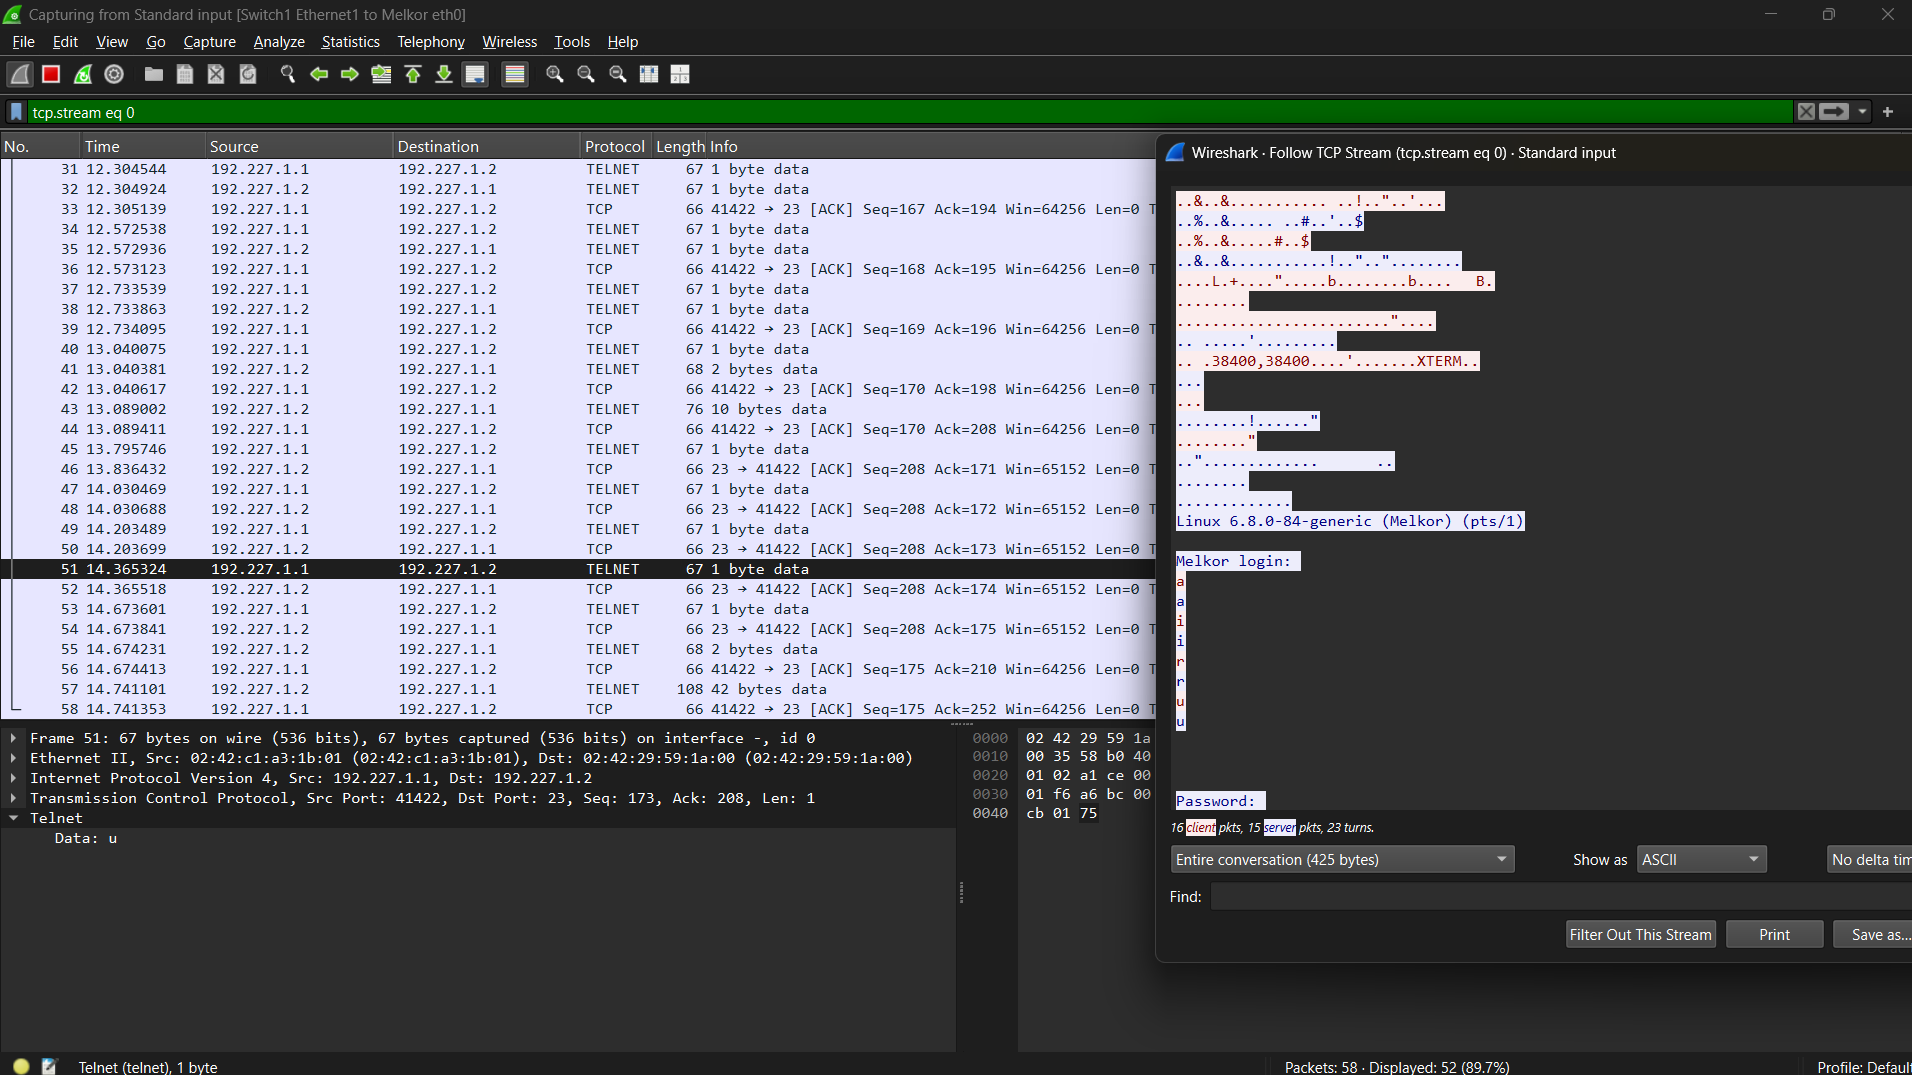 Capturing from Standard input [Switch1 Ethernet1 to Melkor eth0]
File Edit View Go Capture Analyze Statistics Telephony Wireless Tools Help
tcp.stream eq 0
No. Time Source Destination Protocol Length Info
31 12.304544 192.227.1.1 192.227.1.2 TELNET 67 1 byte data
32 12.304924 192.227.1.2 192.227.1.1 TELNET 67 1 byte data
33 12.305139 192.227.1.1 192.227.1.2 TCP 66 41422 → 23 [ACK] Seq=167 Ack=194 Win=64256 Len=0 T
34 12.572538 192.227.1.1 192.227.1.2 TELNET 67 1 byte data
35 12.572936 192.227.1.2 192.227.1.1 TELNET 67 1 byte data
36 12.573123 192.227.1.1 192.227.1.2 TCP 66 41422 → 23 [ACK] Seq=168 Ack=195 Win=64256 Len=0 T
37 12.733539 192.227.1.1 192.227.1.2 TELNET 67 1 byte data
38 12.733863 192.227.1.2 192.227.1.1 TELNET 67 1 byte data
39 12.734095 192.227.1.1 192.227.1.2 TCP 66 41422 → 23 [ACK] Seq=169 Ack=196 Win=64256 Len=0 T
40 13.040075 192.227.1.1 192.227.1.2 TELNET 67 1 byte data
41 13.040381 192.227.1.2 192.227.1.1 TELNET 68 2 bytes data
42 13.040617 192.227.1.1 192.227.1.2 TCP 66 41422 → 23 [ACK] Seq=170 Ack=198 Win=64256 Len=0 T
43 13.089002 192.227.1.2 192.227.1.1 TELNET 76 10 bytes data
44 13.089411 192.227.1.1 192.227.1.2 TCP 66 41422 → 23 [ACK] Seq=170 Ack=208 Win=64256 Len=0 T
45 13.795746 192.227.1.1 192.227.1.2 TELNET 67 1 byte data
46 13.836432 192.227.1.2 192.227.1.1 TCP 66 23 → 41422 [ACK] Seq=208 Ack=171 Win=65152 Len=0 T
47 14.030469 192.227.1.1 192.227.1.2 TELNET 67 1 byte data
48 14.030688 192.227.1.2 192.227.1.1 TCP 66 23 → 41422 [ACK] Seq=208 Ack=172 Win=65152 Len=0 T
49 14.203489 192.227.1.1 192.227.1.2 TELNET 67 1 byte data
50 14.203699 192.227.1.2 192.227.1.1 TCP 66 23 → 41422 [ACK] Seq=208 Ack=173 Win=65152 Len=0 T
51 14.365324 192.227.1.1 192.227.1.2 TELNET 67 1 byte data
52 14.365518 192.227.1.2 192.227.1.1 TCP 66 23 → 41422 [ACK] Seq=208 Ack=174 Win=65152 Len=0 T
53 14.673601 192.227.1.1 192.227.1.2 TELNET 67 1 byte data
54 14.673841 192.227.1.2 192.227.1.1 TCP 66 23 → 41422 [ACK] Seq=208 Ack=175 Win=65152 Len=0 T
55 14.674231 192.227.1.2 192.227.1.1 TELNET 68 2 bytes data
56 14.674413 192.227.1.1 192.227.1.2 TCP 66 41422 → 23 [ACK] Seq=175 Ack=210 Win=64256 Len=0 T
57 14.741101 192.227.1.2 192.227.1.1 TELNET 108 42 bytes data
58 14.741353 192.227.1.1 192.227.1.2 TCP 66 41422 → 23 [ACK] Seq=175 Ack=252 Win=64256 Len=0 T
Frame 51: 67 bytes on wire (536 bits), 67 bytes captured (536 bits) on interface -, id 0
Ethernet II, Src: 02:42:c1:a3:1b:01 (02:42:c1:a3:1b:01), Dst: 02:42:29:59:1a:00 (02:42:29:59:1a:00)
Internet Protocol Version 4, Src: 192.227.1.1, Dst: 192.227.1.2
Transmission Control Protocol, Src Port: 41422, Dst Port: 23, Seq: 173, Ack: 208, Len: 1
Telnet
Data: u
0000 02 42 29 59 1a
0010 00 35 58 b0 40
0020 01 02 a1 ce 00
0030 01 f6 a6 bc 00
0040 cb 01 75
Wireshark · Follow TCP Stream (tcp.stream eq 0) · Standard input
..&..&........... ..!.."..'...
..%..&..... ..#..'..$
..%..&.....#..$
..&..&...........!..".."........
....L.+....".....b........b.... B.
........
........................"....
.. .....'.........
.. .38400,38400....'.......XTERM..
...
...
........!......"
........"
..."............. ..
........
.............
Linux 6.8.0-84-generic (Melkor) (pts/1)
Melkor login:
a
a
i
i
r
r
u
u
Password:
16 client pkts, 15 server pkts, 23 turns.
Entire conversation (425 bytes) Show as ASCII No delta tim
Find:
Filter Out This Stream Print Save as...
Telnet (telnet), 1 byte Packets: 58 · Displayed: 52 (89.7%) Profile: Default